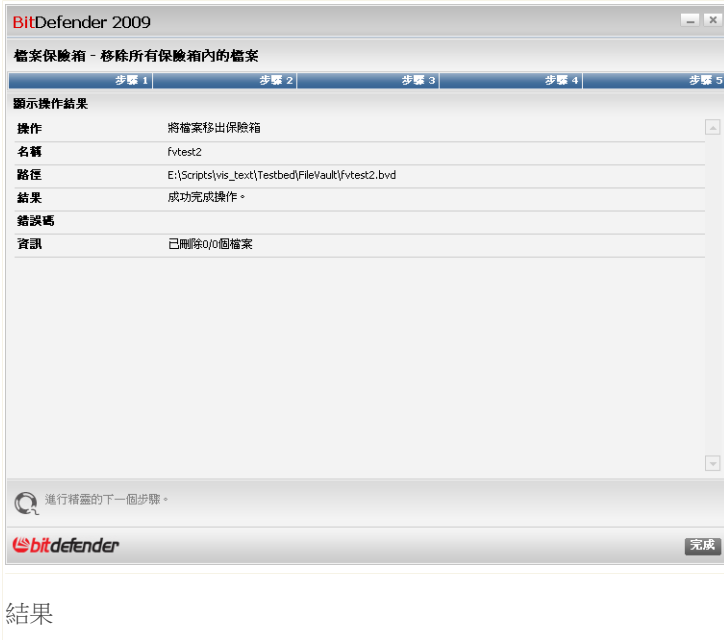 BitDefender 2009
檔案保險箱 - 移除所有保險箱內的檔案
步驟 1 步驟 2 步驟 3 步驟 4 步驟 5
顯示操作結果
操作 將檔案移出保險箱
名稱 fvtest2
路徑 E:\Scripts\vis_text\Testbed\FileVault\fvtest2.bvd
結果 成功完成操作。
錯誤碼
資訊 已刪除0/0個檔案
進行精靈的下一個步驟。
bitdefender 完成
結果